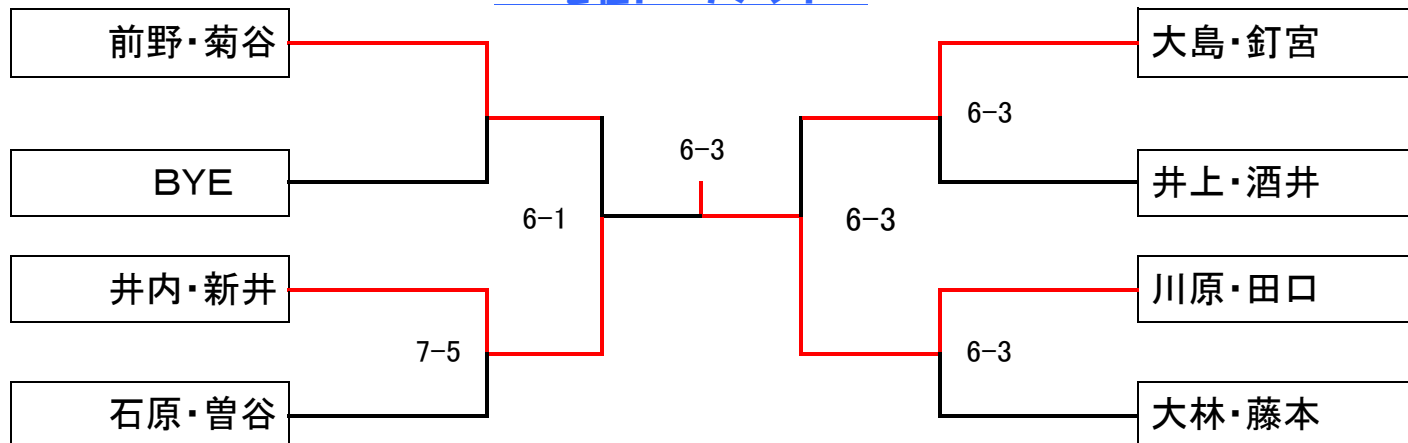 前野・菊谷
BYE
井内・新井
石原・曽谷
7-5
6-1
6-3
6-3
大島・釘宮
6-3
井上・酒井
川原・田口
6-3
大林・藤本